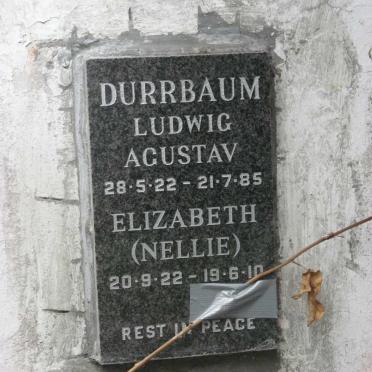 DURRBAUM
LUDWIG
AGUSTAV
28·5·22 - 21·7·85
ELIZABETH
(NELLIE)
20·9·22 - 19·6·10
REST IN PEACE